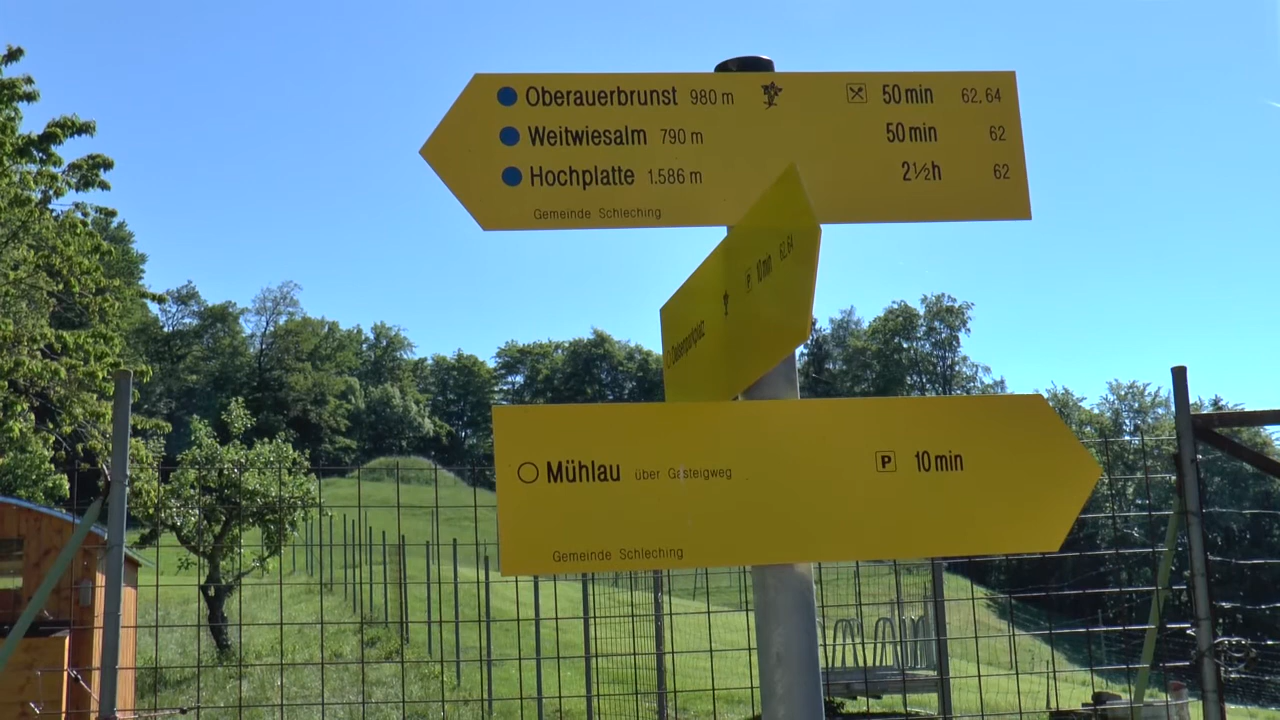 Oberauerbrunst 980 m 50 min 62, 64
Weitwiesalm 790 m 50 min 62
Hochplatte 1.586 m 2½h 62
Gemeinde Schleching
P 10 min 62, 64
Mühlau über Gasteigweg P 10 min
Gemeinde Schleching